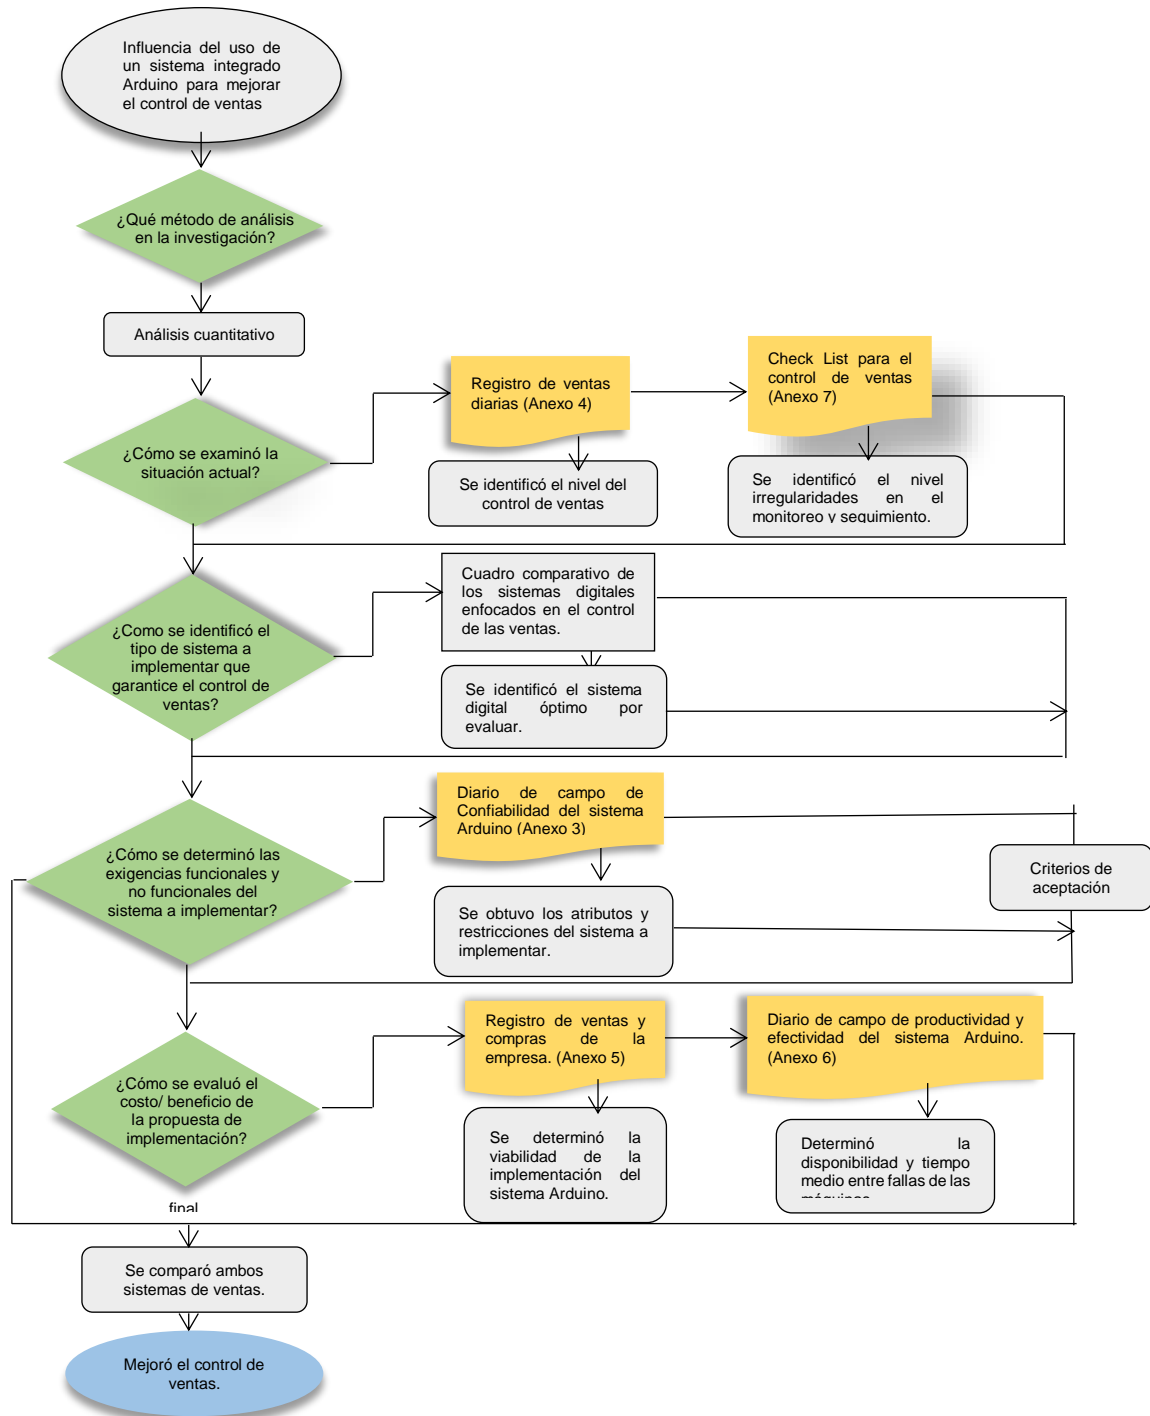 Influencia del uso de
un sistema integrado
Arduino para mejorar
el control de ventas
¿Qué método de análisis
en la investigación?
Análisis cuantitativo
¿Cómo se examinó la
situación actual?
Registro de ventas
diarias (Anexo 4)
Check List para el
control de ventas
(Anexo 7)
Se identificó el nivel del
control de ventas
Se identificó el nivel
irregularidades en el
monitoreo y seguimiento.
¿Como se identificó el
tipo de sistema a
implementar que
garantice el control de
ventas?
Cuadro comparativo de
los sistemas digitales
enfocados en el control
de las ventas.
Se identificó el sistema
digital óptimo por
evaluar.
¿Cómo se determinó las
exigencias funcionales y
no funcionales del
sistema a implementar?
Diario de campo de
Confiabilidad del sistema
Arduino (Anexo 3)
Se obtuvo los atributos y
restricciones del sistema a
implementar.
Criterios de
aceptación
¿Cómo se evaluó el
costo/ beneficio de
la propuesta de
implementación?
Registro de ventas y
compras de la
empresa. (Anexo 5)
Diario de campo de productividad y
efectividad del sistema Arduino.
(Anexo 6)
Se determinó la
viabilidad de la
implementación del
sistema Arduino.
Determinó la
disponibilidad y tiempo
medio entre fallas de las
máquinas
final
Se comparó ambos
sistemas de ventas.
Mejoró el control de
ventas.